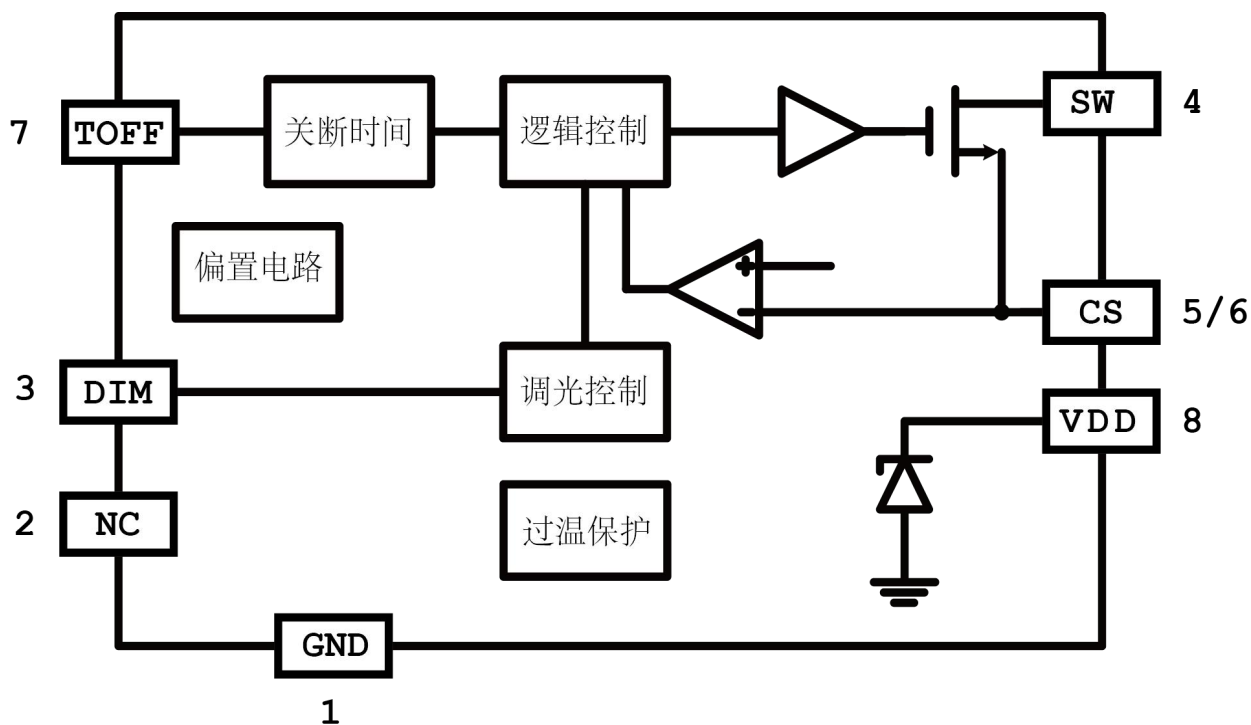 SW 4
7 TOFF 关断时间 逻辑控制
偏置电路
+
-
CS 5/6
3 DIM 调光控制
VDD 8
2 NC 过温保护
GND
1